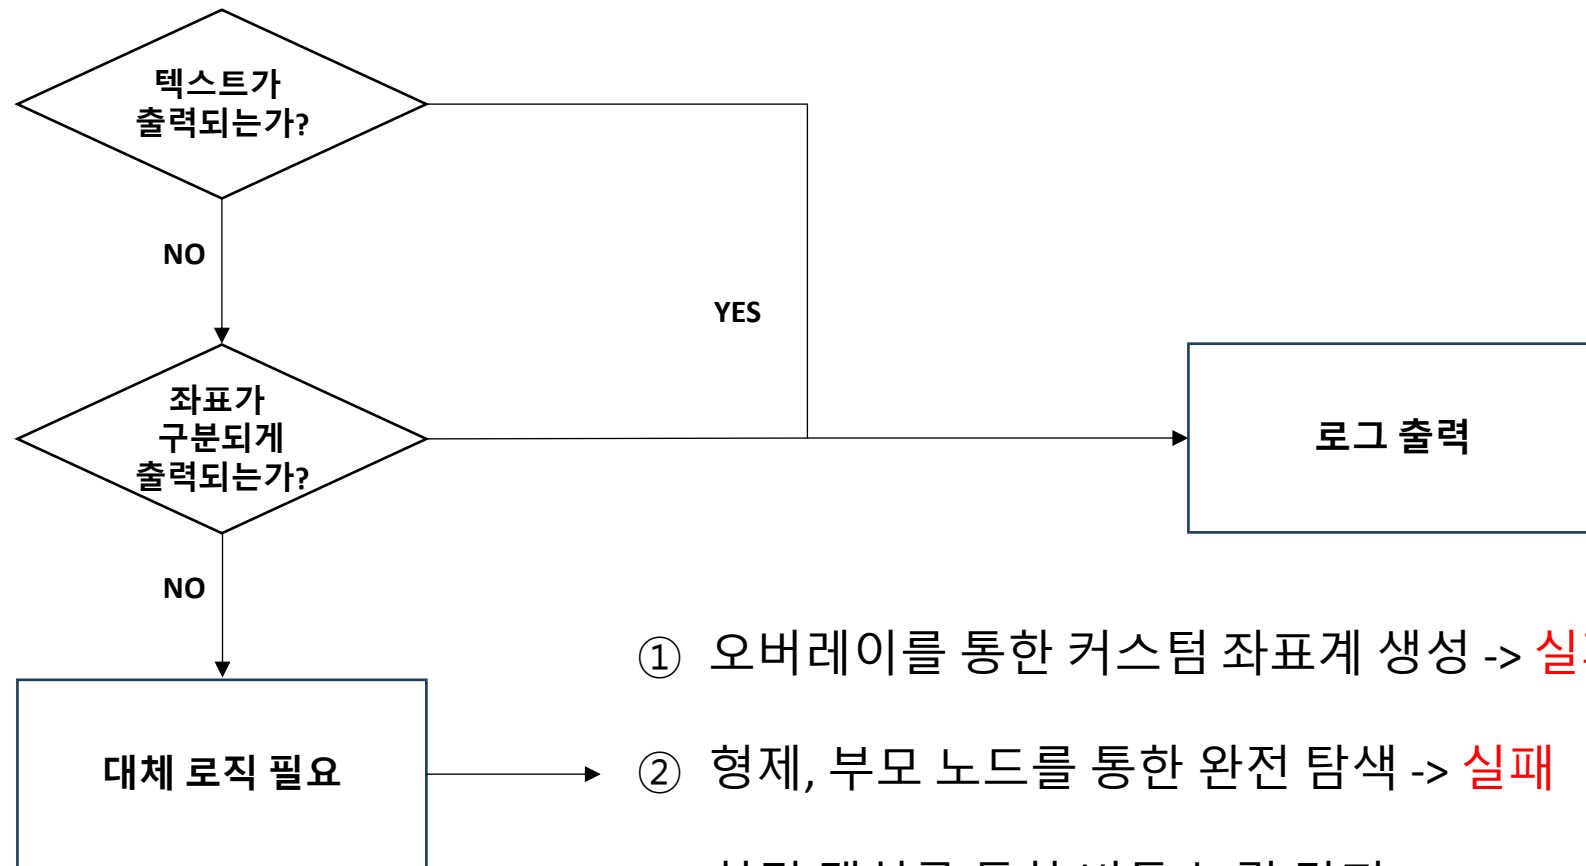 텍스트가
출력되는가?
NO
YES
좌표가
구분되게
출력되는가?
로그 출력
NO
① 오버레이를 통한 커스텀 좌표계 생성 ->
대체 로직 필요
② 형제, 부모 노드를 통한 완전 탐색 -> 실패